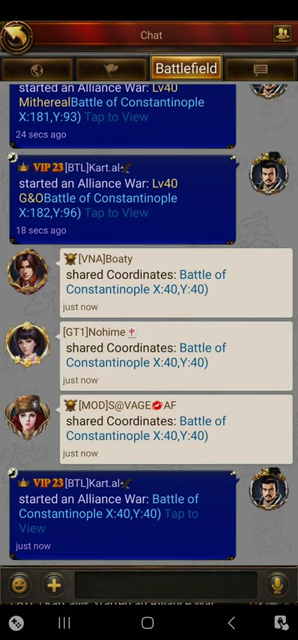 Chat
Battlefield
started an Alliance War: Lv40
MitherealBattle of Constantinople
X:181,Y:93) Tap to View
24 secs ago
VIP 23 [BTL]Kart.al
started an Alliance War: Lv40
G&OBattle of Constantinople
X:182,Y:96) Tap to View
18 secs ago
[VNA]Boaty
shared Coordinates: Battle of
Constantinople X:40,Y:40)
just now
[GT1]Nohime
shared Coordinates: Battle of
Constantinople X:40,Y:40)
just now
[MOD]S@VAGE💋AF
shared Coordinates: Battle of
Constantinople X:40,Y:40)
just now
VIP 23 [BTL]Kart.al
started an Alliance War: Battle of
Constantinople X:40,Y:40) Tap to
View
just now